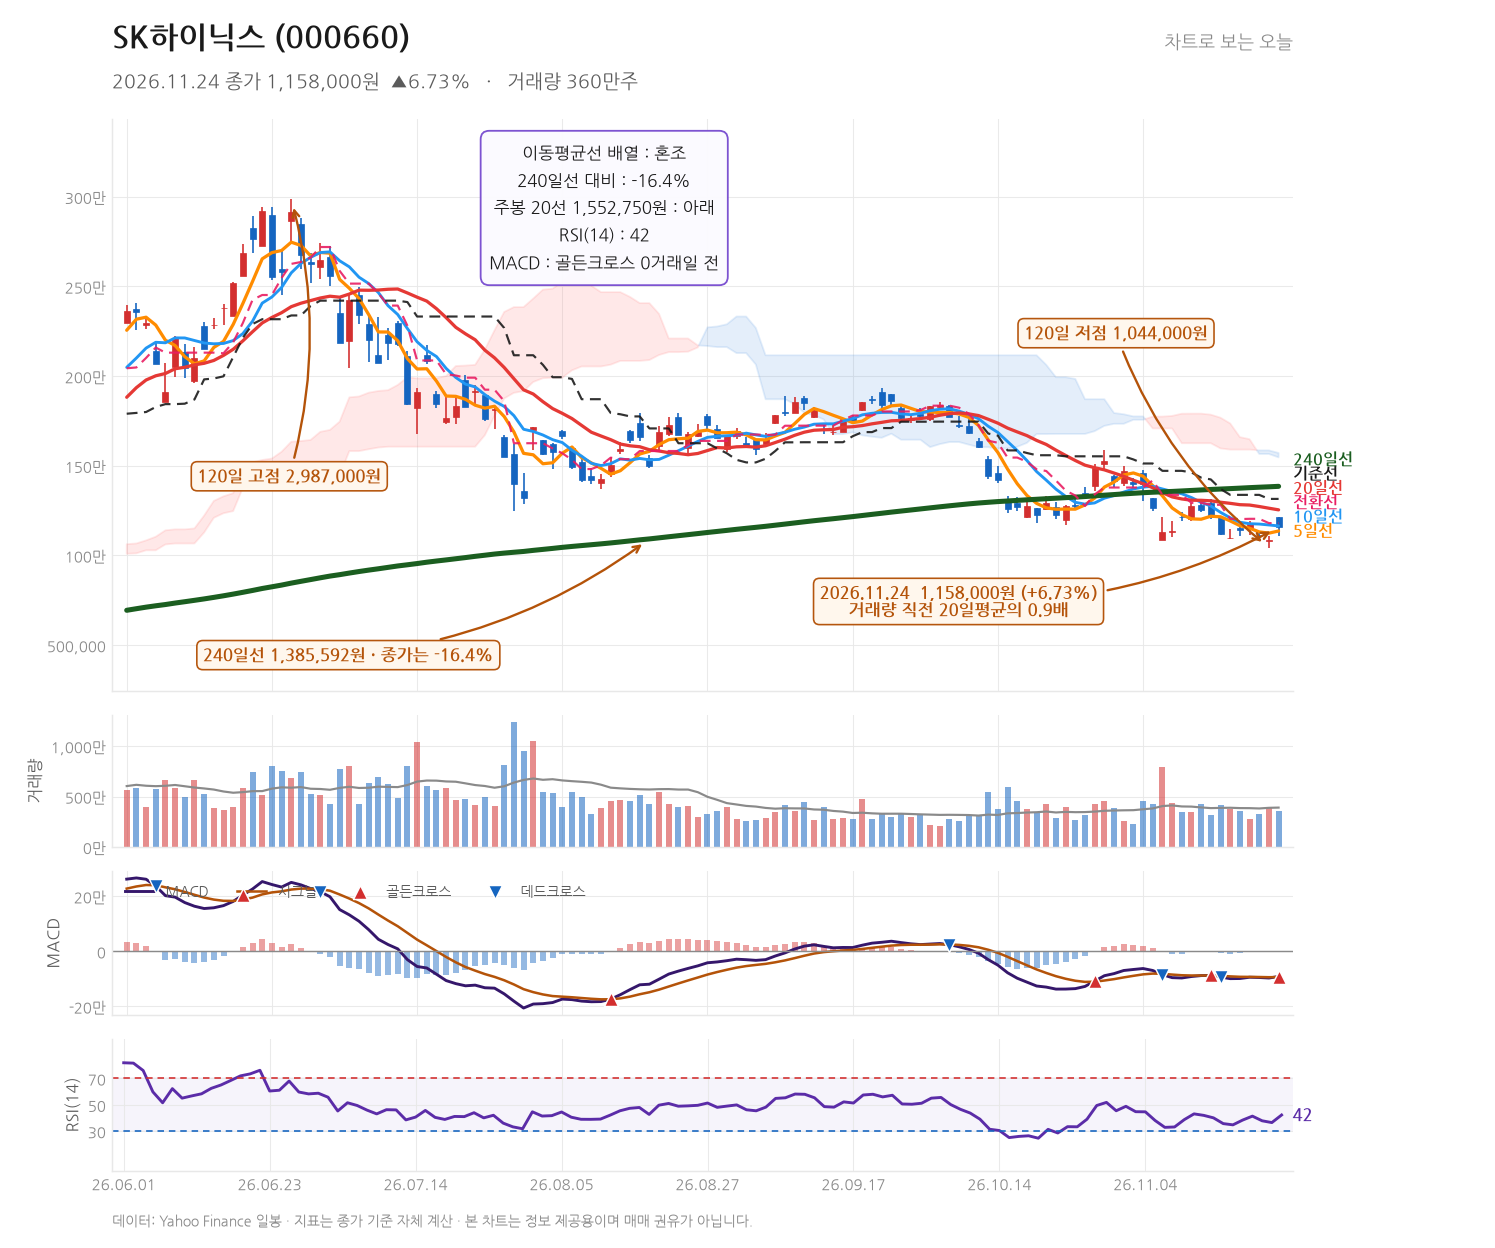 SK하이닉스 (000660)
차트로 보는 오늘
2026.11.24 종가 1,158,000원 ▲6.73% · 거래량 360만주
이동평균선 배열 : 혼조
240일선 대비 : -16.4%
주봉 20선 1,552,750원 : 아래
RSI(14) : 42
MACD : 골든크로스 0거래일 전
300만
250만
200만
150만
100만
500,000
120일 저점 1,044,000원
120일 고점 2,987,000원
240일선
기준선
20일선
전환선
10일선
5일선
2026.11.24 1,158,000원 (+6.73%)
거래량 직전 20일평균의 0.9배
240일선 1,385,592원 · 종가는 -16.4%
거래량
1,000만
500만
0만
MACD
20만
0
-20만
MACD 시그널 골든크로스 데드크로스
RSI(14)
70
50
30
42
26.06.01 26.06.23 26.07.14 26.08.05 26.08.27 26.09.17 26.10.14 26.11.04
데이터: Yahoo Finance 일봉 · 지표는 종가 기준 자체 계산 · 본 차트는 정보 제공용이며 매매 권유가 아닙니다.